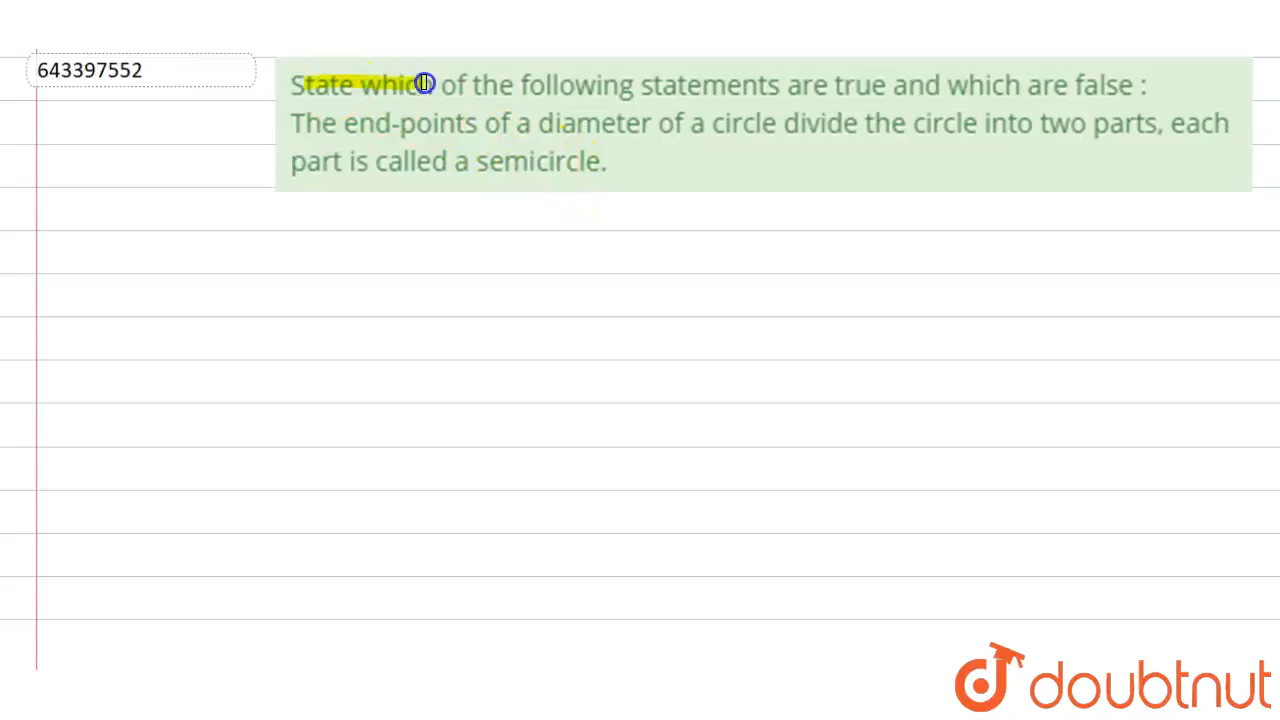 643397552
State which of the following statements are true and which are false :
The end-points of a diameter of a circle divide the circle into two parts, each
part is called a semicircle.
doubtnut